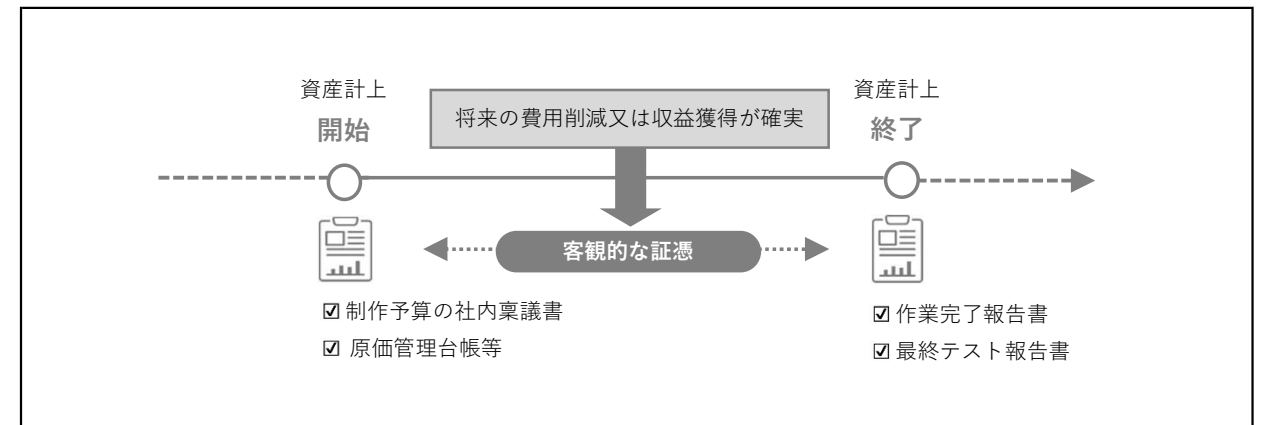 資産計上
開始
将来の費用削減又は収益獲得が確実
資産計上
終了
客観的な証憑
☑ 制作予算の社内稟議書
☑ 原価管理台帳等
☑ 作業完了報告書
☑ 最終テスト報告書